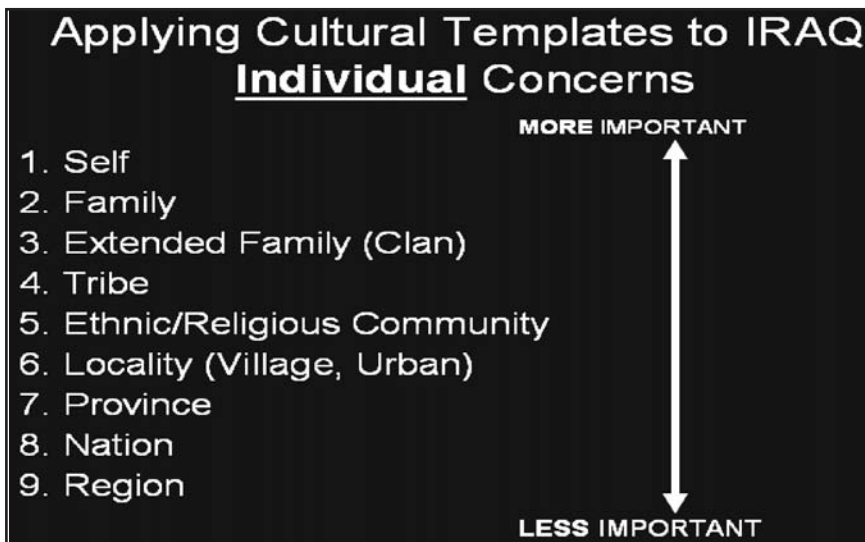 Applying Cultural Templates to IRAQ
Individual Concerns
MORE IMPORTANT
1. Self
2. Family
3. Extended Family (Clan)
4. Tribe
5. Ethnic/Religious Community
6. Locality (Village, Urban)
7. Province
8. Nation
9. Region
LESS IMPORTANT